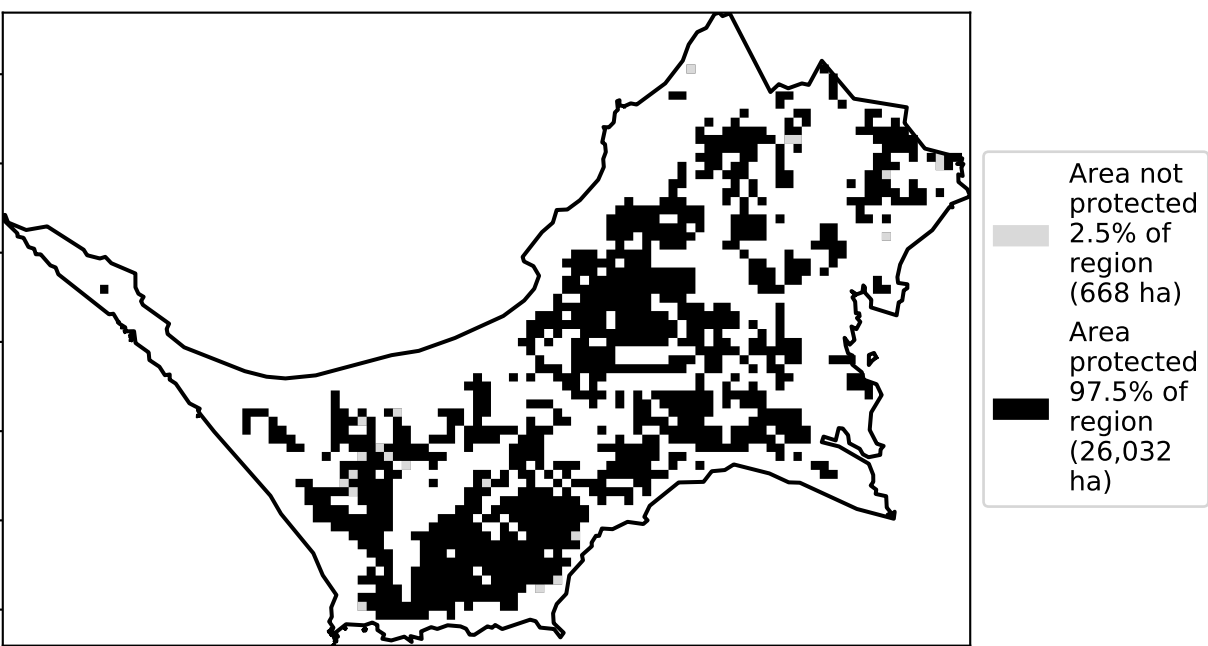 Area not
protected
2.5% of
region
(668 ha)
Area
protected
97.5% of
region
(26,032
ha)